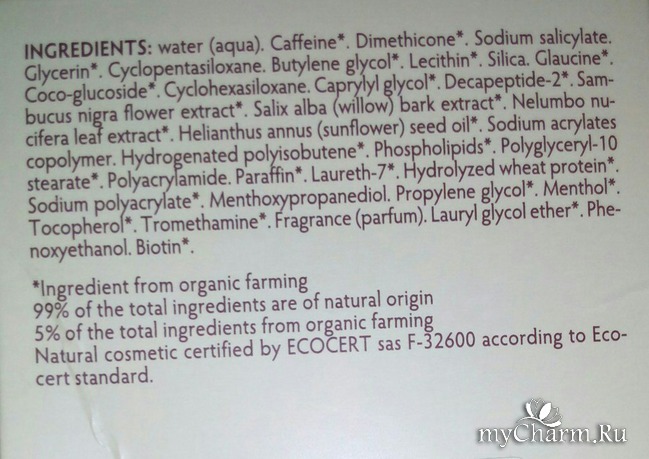 INGREDIENTS: water (aqua). Caffeine*. Dimethicone*. Sodium salicylate.
Glycerin*. Cyclopentasiloxane. Butylene glycol*. Lecithin*. Silica. Glaucine*.
Coco-glucoside*. Cyclohexasiloxane. Caprylyl glycol*. Decapeptide-2*. Sam-
bucus nigra flower extract*. Salix alba (willow) bark extract*. Nelumbo nu-
cifera leaf extract*. Helianthus annus (sunflower) seed oil*. Sodium acrylates
copolymer. Hydrogenated polyisobutene*. Phospholipids*. Polyglyceryl-10
stearate*. Polyacrylamide. Paraffin*. Laureth-7*. Hydrolyzed wheat protein*.
Sodium polyacrylate*. Menthoxypropanediol. Propylene glycol*. Menthol*.
Tocopherol*. Tromethamine*. Fragrance (parfum). Lauryl glycol ether*. Phe-
noxyethanol. Biotin*.
*Ingredient from organic farming
99% of the total ingredients are of natural origin
5% of the total ingredients from organic farming
Natural cosmetic certified by ECOCERT sas F-32600 according to Eco-
cert standard.
myCharm.Ru